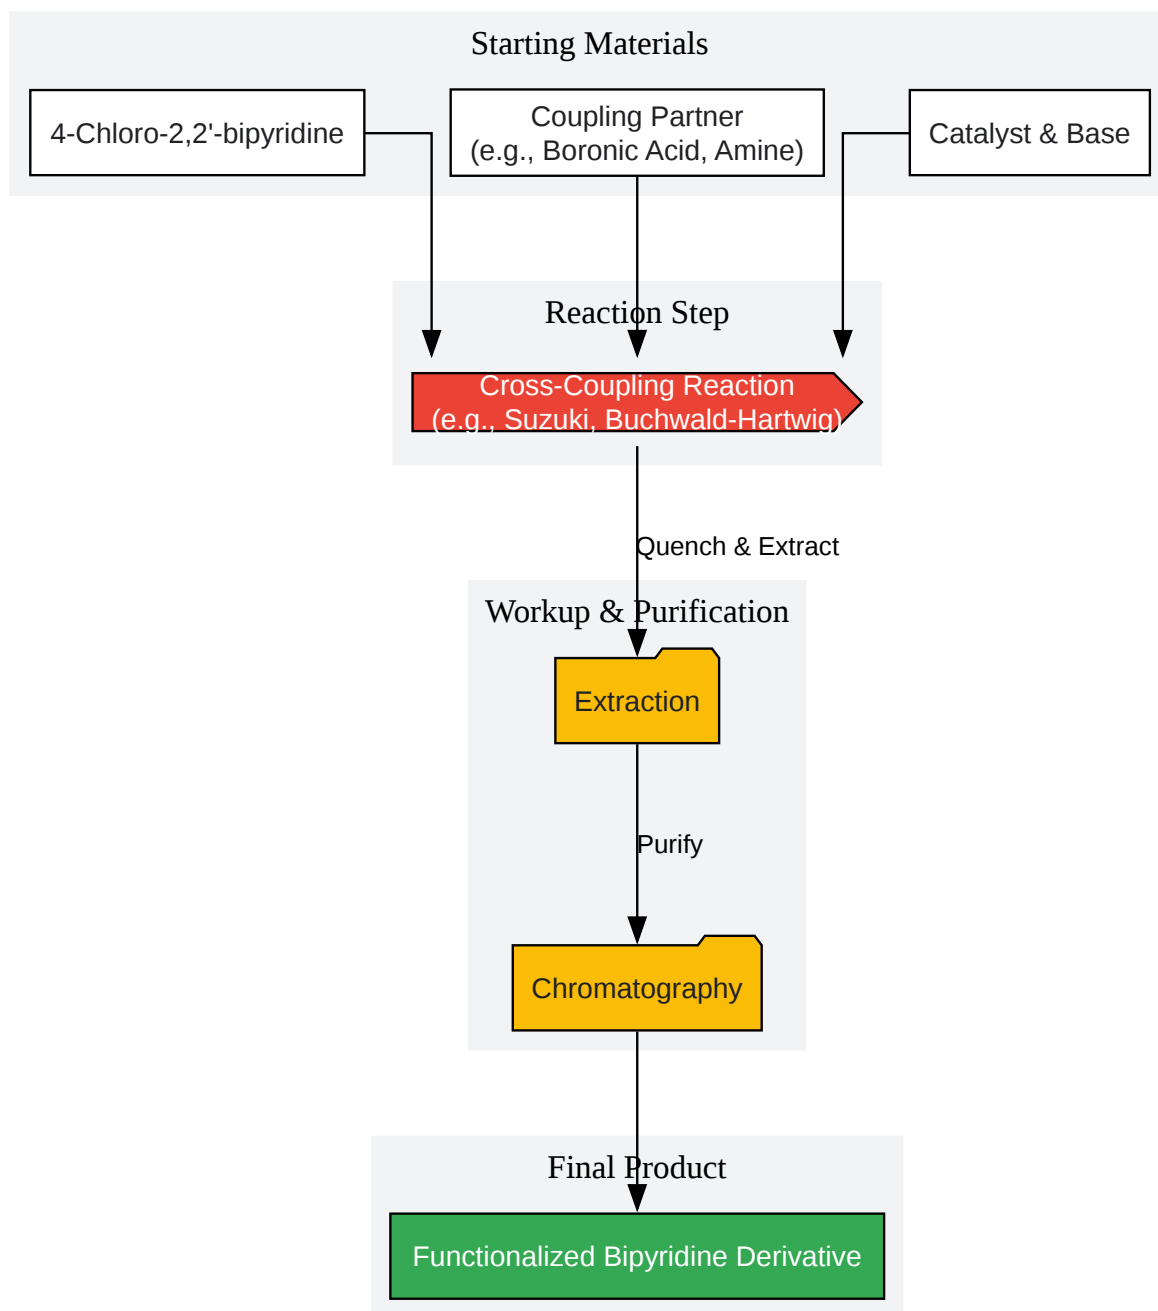 Starting Materials
4-Chloro-2,2'-bipyridine
Coupling Partner
(e.g., Boronic Acid, Amine)
Catalyst & Base
Reaction Step
Cross-Coupling Reaction
(e.g., Suzuki, Buchwald-Hartwig)
Quench & Extract
Workup & Purification
Extraction
Purify
Chromatography
Final Product
Functionalized Bipyridine Derivative